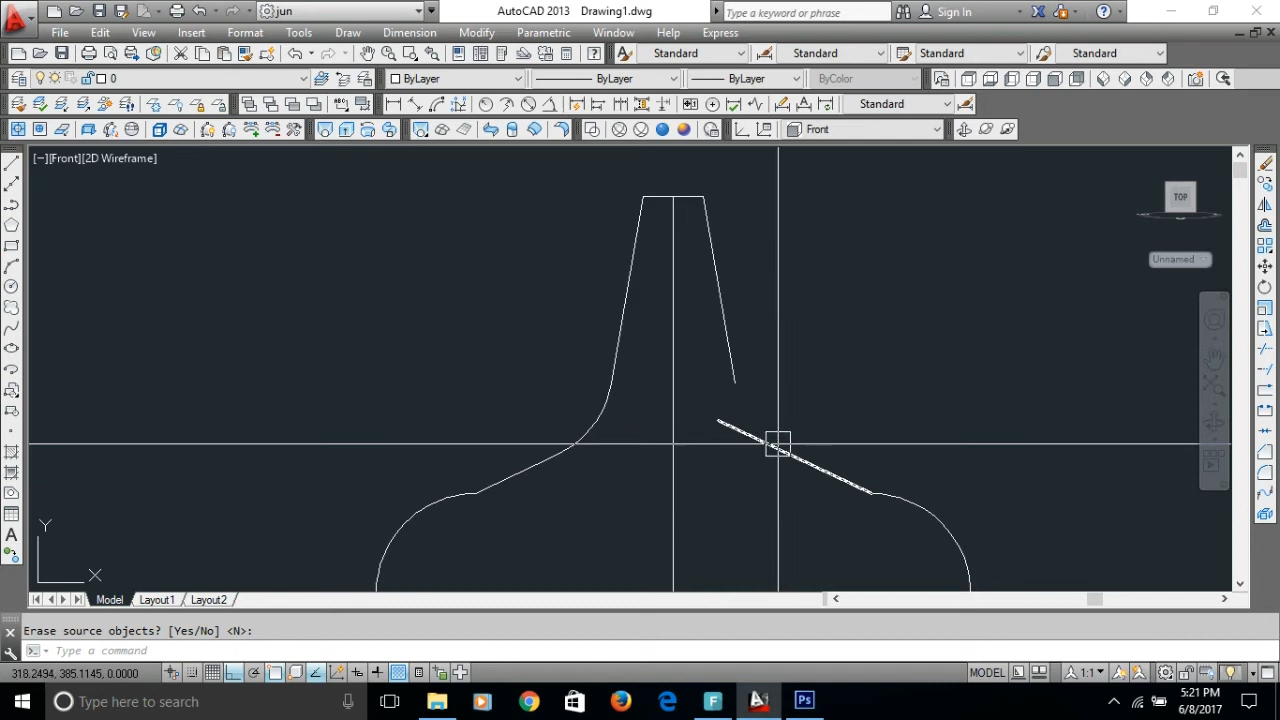 jun
AutoCAD 2013 Drawing1.dwg
Type a keyword or phrase
Sign In
File Edit View Insert Format Tools Draw Dimension Modify Parametric Window Help Express
Standard Standard Standard Standard
0 ByLayer ByLayer ByLayer ByColor
Standard
Front
[−][Front][2D Wireframe]
TOP
Unnamed
Y
X
Model Layout1 Layout2
Erase source objects? [Yes/No] <N>:
Type a command
318.2494, 385.1145, 0.0000
MODEL 1:1
Type here to search
5:21 PM
6/8/2017